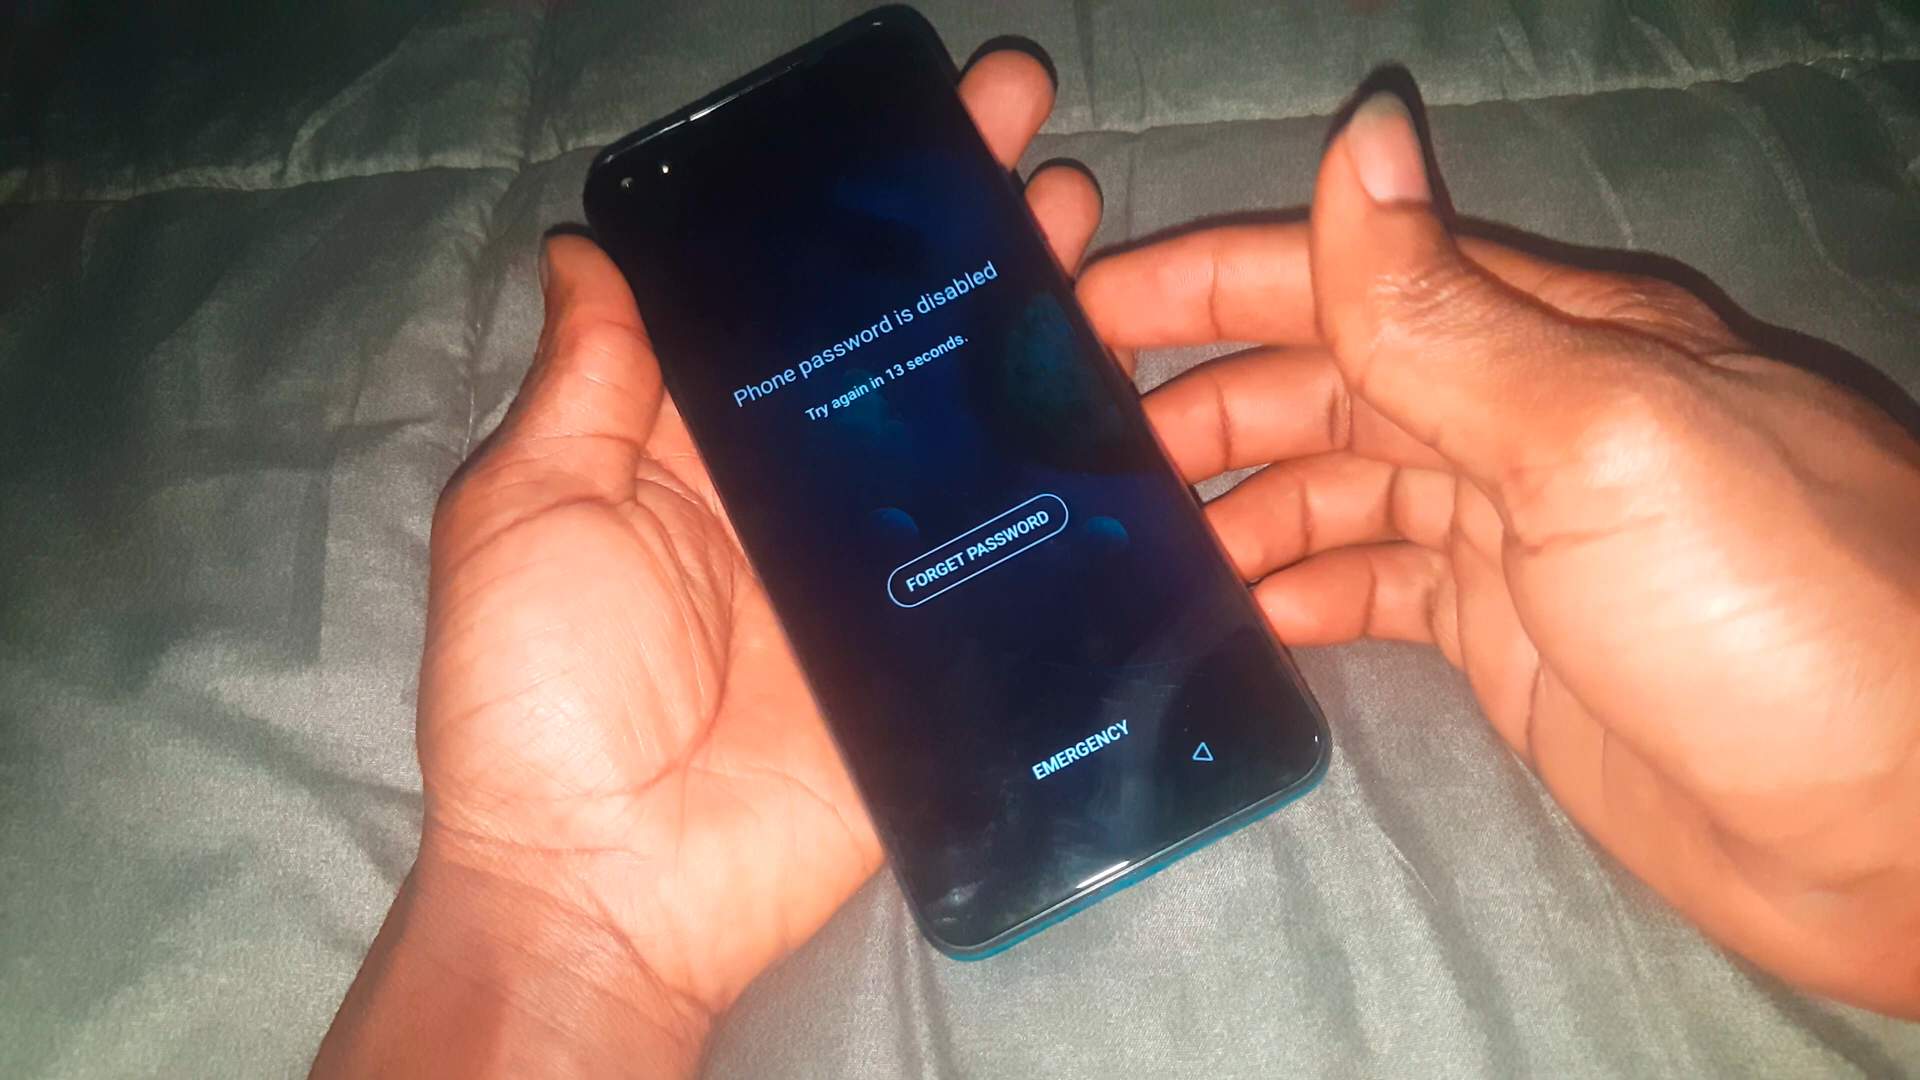 Phone password is disabled
Try again in 13 seconds.
FORGET PASSWORD
EMERGENCY